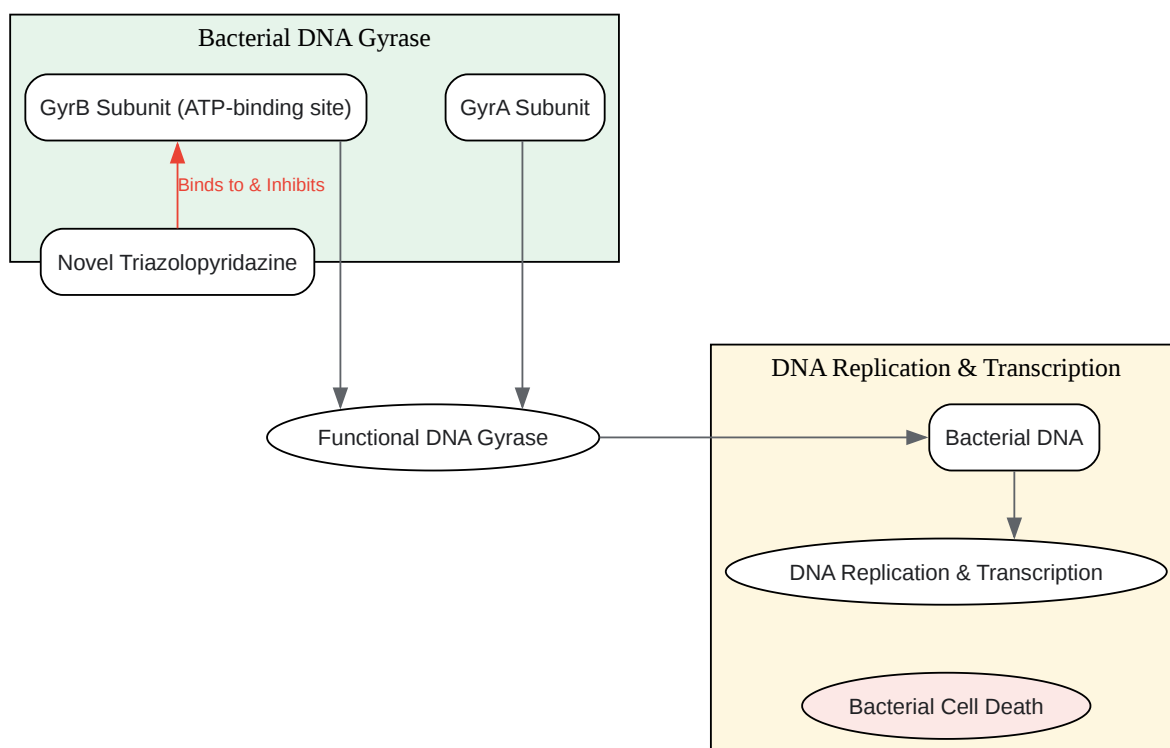 Bacterial DNA Gyrase
GyrB Subunit (ATP-binding site)
GyrA Subunit
Binds to & Inhibits
Novel Triazolopyridazine
DNA Replication & Transcription
Functional DNA Gyrase
Bacterial DNA
DNA Replication & Transcription
Bacterial Cell Death